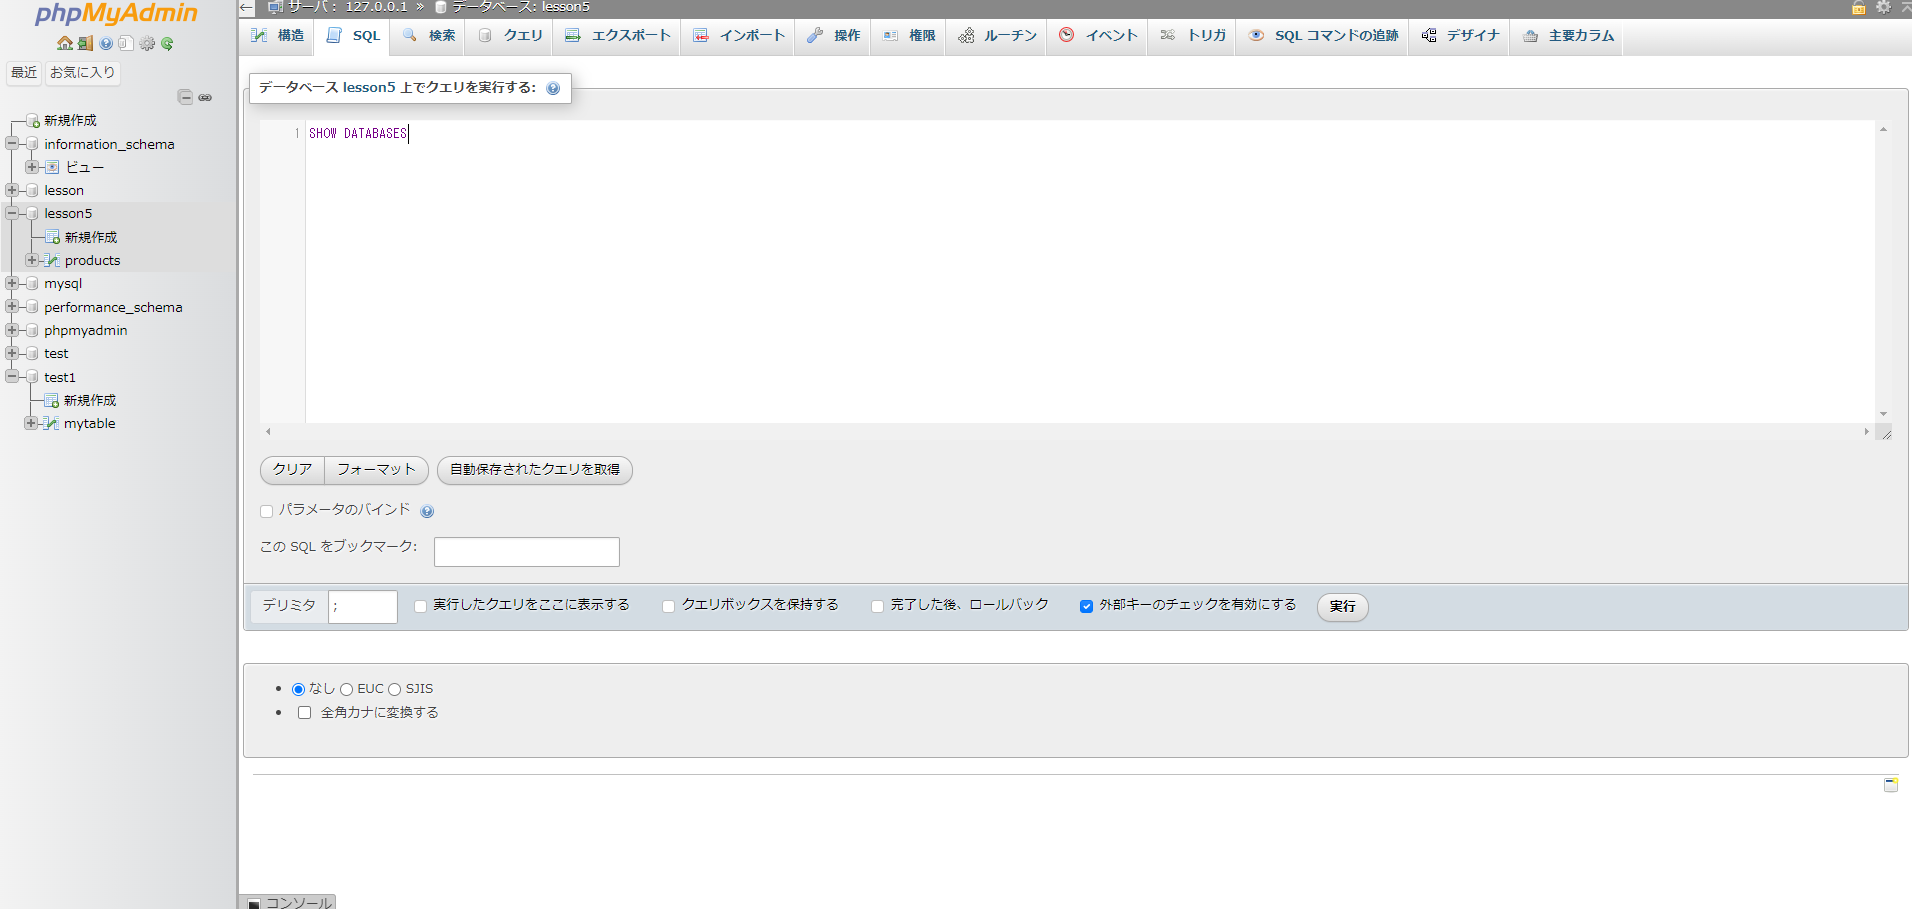 phpMyAdmin
最近 お気に入り
新規作成
information_schema
ビュー
lesson
lesson5
新規作成
products
mysql
performance_schema
phpmyadmin
test
test1
新規作成
mytable
サーバ： 127.0.0.1 » データベース: lesson5
構造 SQL 検索 クエリ エクスポート インポート 操作 権限 ルーチン イベント トリガ SQL コマンドの追跡 デザイナ 主要カラム
データベース lesson5 上でクエリを実行する:
1 SHOW DATABASES
クリア フォーマット 自動保存されたクエリを取得
パラメータのバインド
この SQL をブックマーク:
デリミタ ; 実行したクエリをここに表示する クエリボックスを保持する 完了した後、ロールバック 外部キーのチェックを有効にする 実行
なし EUC SJIS
全角カナに変換する
コンソール